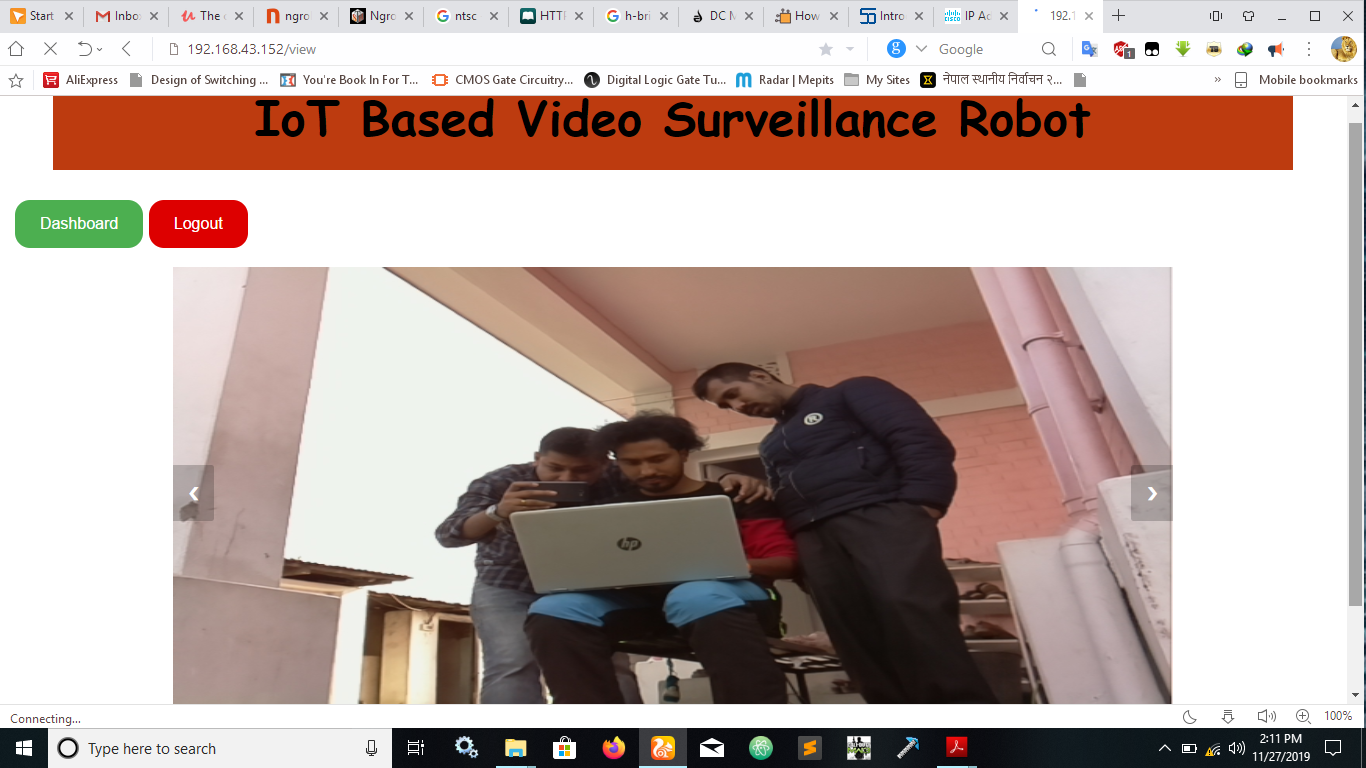 Start
Inbo
The c
ngro
Ngro
ntsc
HTTP
h-bri
DC M
How
Intro
IP Ad
192.1
192.168.43.152/view
Google
1
AliExpress
Design of Switching ...
You're Book In For T...
CMOS Gate Circuitry...
Digital Logic Gate Tu...
Radar | Mepits
My Sites
नेपाल स्थानीय निर्वाचन २...
»
Mobile bookmarks
IoT Based Video Surveillance Robot
Dashboard
Logout
‹
hp
›
Connecting...
100%
Type here to search
2:11 PM
11/27/2019